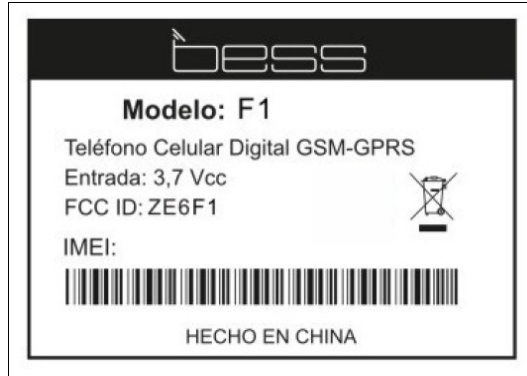 bess
Modelo: F1
Teléfono Celular Digital GSM-GPRS
Entrada: 3,7 Vcc
FCC ID: ZE6F1
IMEI:
HECHO EN CHINA